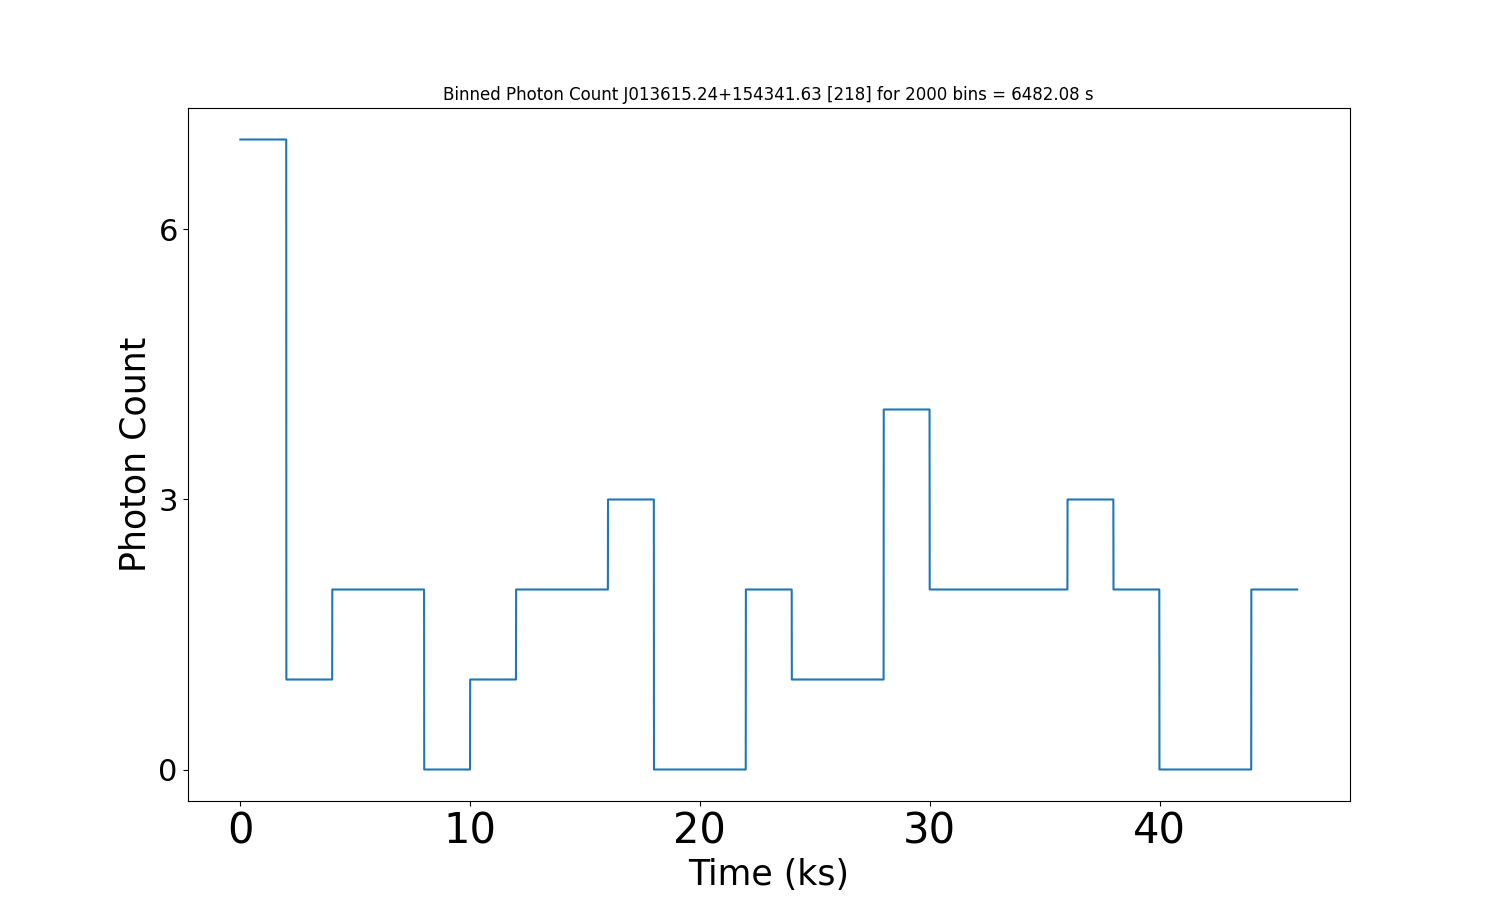 Binned Photon Count J013615.24+154341.63 [218] for 2000 bins = 6482.08 s
6
3
0
Photon Count
0 10 20 30 40
Time (ks)